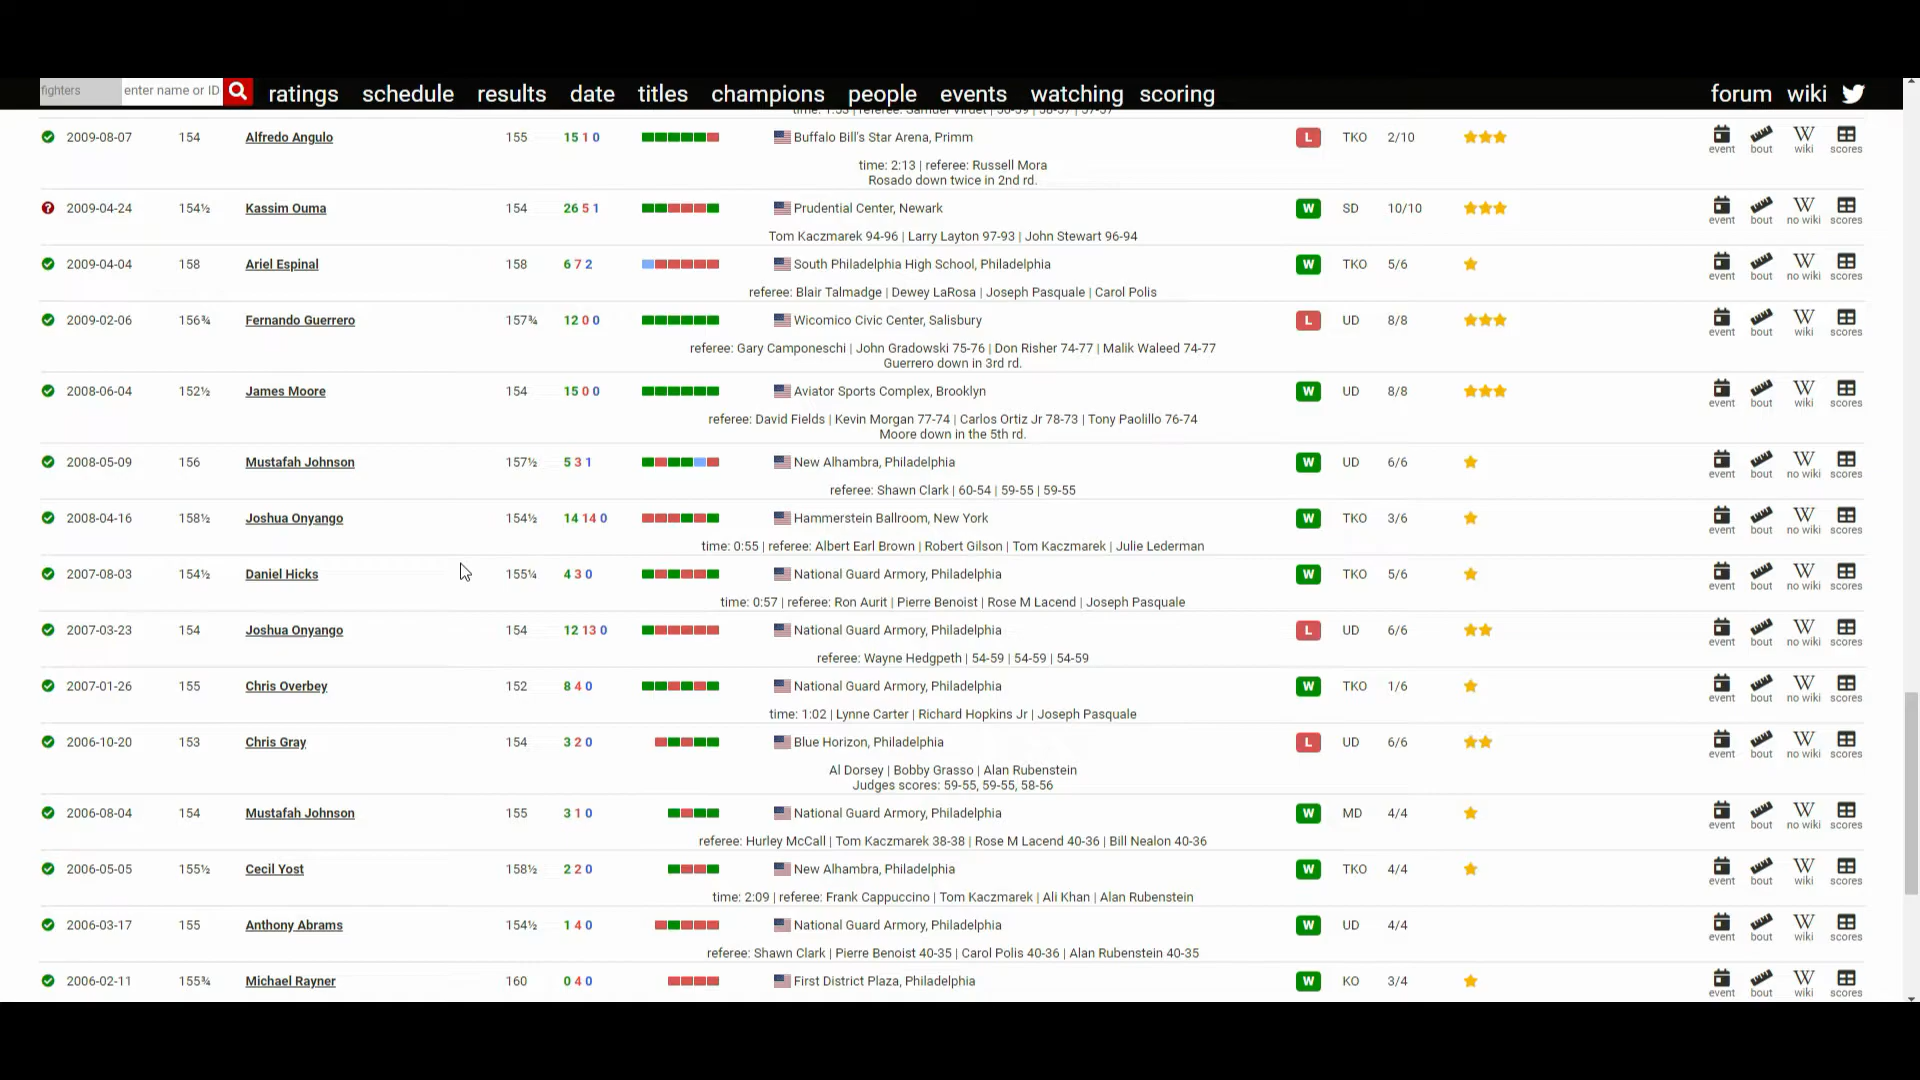 fighters enter name or ID ratings schedule results date titles champions people events watching scoring forum wiki
2009-08-07 154 Alfredo Angulo 155 15 1 0 Buffalo Bill's Star Arena, Primm L TKO 2/10 event bout wiki scores
time: 2:13 | referee: Russell Mora
Rosado down twice in 2nd rd.
2009-04-24 154½ Kassim Ouma 154 26 5 1 Prudential Center, Newark W SD 10/10 event bout no wiki scores
Tom Kaczmarek 94-96 | Larry Layton 97-93 | John Stewart 96-94
2009-04-04 158 Ariel Espinal 158 6 7 2 South Philadelphia High School, Philadelphia W TKO 5/6 event bout no wiki scores
referee: Blair Talmadge | Dewey LaRosa | Joseph Pasquale | Carol Polis
2009-02-06 156¾ Fernando Guerrero 157¾ 12 0 0 Wicomico Civic Center, Salisbury L UD 8/8 event bout no wiki scores
referee: Gary Camponeschi | John Gradowski 75-76 | Don Risher 74-77 | Malik Waleed 74-77
Guerrero down in 3rd rd.
2008-06-04 152½ James Moore 154 15 0 0 Aviator Sports Complex, Brooklyn W UD 8/8 event bout no wiki scores
referee: David Fields | Kevin Morgan 77-74 | Carlos Ortiz Jr 78-73 | Tony Paolillo 76-74
Moore down in the 5th rd.
2008-05-09 156 Mustafah Johnson 157½ 5 3 1 New Alhambra, Philadelphia W UD 6/6 event bout no wiki scores
referee: Shawn Clark | 60-54 | 59-55 | 59-55
2008-04-16 158½ Joshua Onyango 154½ 14 14 0 Hammerstein Ballroom, New York W TKO 3/6 event bout no wiki scores
time: 0:55 | referee: Albert Earl Brown | Robert Gilson | Tom Kaczmarek | Julie Lederman
2007-08-03 154½ Daniel Hicks 155¼ 4 3 0 National Guard Armory, Philadelphia W TKO 5/6 event bout no wiki scores
time: 0:57 | referee: Ron Aurit | Pierre Benoist | Rose M Lacend | Joseph Pasquale
2007-03-23 154 Joshua Onyango 154 12 13 0 National Guard Armory, Philadelphia L UD 6/6 event bout no wiki scores
referee: Wayne Hedgpeth | 54-59 | 54-59 | 54-59
2007-01-26 155 Chris Overbey 152 8 4 0 National Guard Armory, Philadelphia W TKO 1/6 event bout no wiki scores
time: 1:02 | Lynne Carter | Richard Hopkins Jr | Joseph Pasquale
2006-10-20 153 Chris Gray 154 3 2 0 Blue Horizon, Philadelphia L UD 6/6 event bout no wiki scores
Al Dorsey | Bobby Grasso | Alan Rubenstein
Judges scores: 59-55, 59-55, 58-56
2006-08-04 154 Mustafah Johnson 155 3 1 0 National Guard Armory, Philadelphia W MD 4/4 event bout no wiki scores
referee: Hurley McCall | Tom Kaczmarek 38-38 | Rose M Lacend 40-36 | Bill Nealon 40-36
2006-05-05 155½ Cecil Yost 158½ 2 2 0 New Alhambra, Philadelphia W TKO 4/4 event bout wiki scores
time: 2:09 | referee: Frank Cappuccino | Tom Kaczmarek | Ali Khan | Alan Rubenstein
2006-03-17 155 Anthony Abrams 154½ 1 4 0 National Guard Armory, Philadelphia W UD 4/4 event bout wiki scores
referee: Shawn Clark | Pierre Benoist 40-35 | Carol Polis 40-36 | Alan Rubenstein 40-35
2006-02-11 155¾ Michael Rayner 160 0 4 0 First District Plaza, Philadelphia W KO 3/4 event bout wiki scores